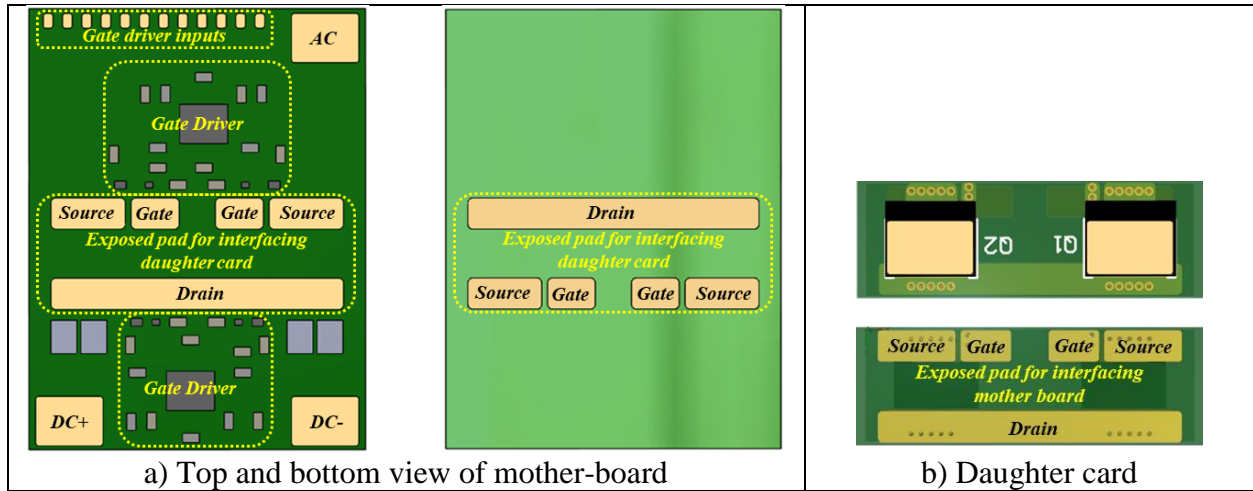 Gate driver inputs
AC
Gate Driver
Source Gate Gate Source
Exposed pad for interfacing
daughter card
Drain
Gate Driver
DC+ DC-
Drain
Exposed pad for interfacing
daughter card
Source Gate Gate Source
a) Top and bottom view of mother-board
Q2 Q1
Source Gate Gate Source
Exposed pad for interfacing
mother board
Drain
b) Daughter card